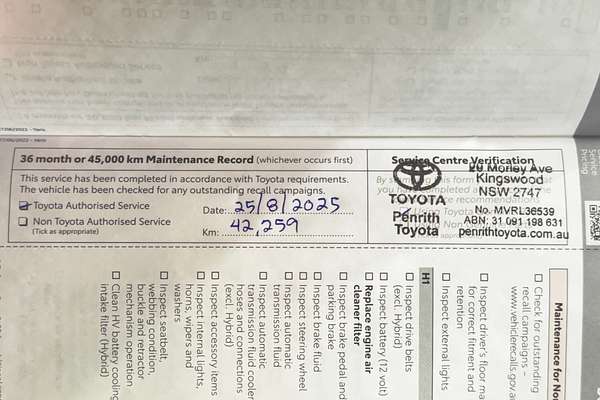 36 month or 45,000 km Maintenance Record (whichever occurs first)
This service has been completed in accordance with Toyota requirements.
The vehicle has been checked for any outstanding recall campaigns.
Toyota Authorised Service
Non Toyota Authorised Service
(Tick as appropriate)
Date: 25/8/2025
Km: 42,259
Service Centre Verification
TOYOTA
Penrith
Toyota
20 Morley Ave
Kingswood
NSW 2747
No. MVRL36539
ABN: 31 091 198 631
penrithtoyota.com.au
Service
Pricing
Maintenance for No
Check for outstanding
recall campaigns –
www.vehiclerecalls.gov.au
Inspect driver's floor ma
for correct fitment and
retention
Inspect external lights
H1
Inspect drive belts
(excl. Hybrid)
Inspect battery (12 volt)
Replace engine air
cleaner filter
Inspect brake pedal and
parking brake
Inspect brake fluid
Inspect steering wheel
Inspect automatic
transmission fluid
Inspect automatic
transmission fluid cooler
hoses and connections
(excl. Hybrid)
Inspect accessory items
Inspect internal lights,
horns, wipers and
washers
Inspect seatbelt,
webbing condition,
buckle and retractor
mechanism operation
Clean HV battery cooling
intake filter (Hybrid)